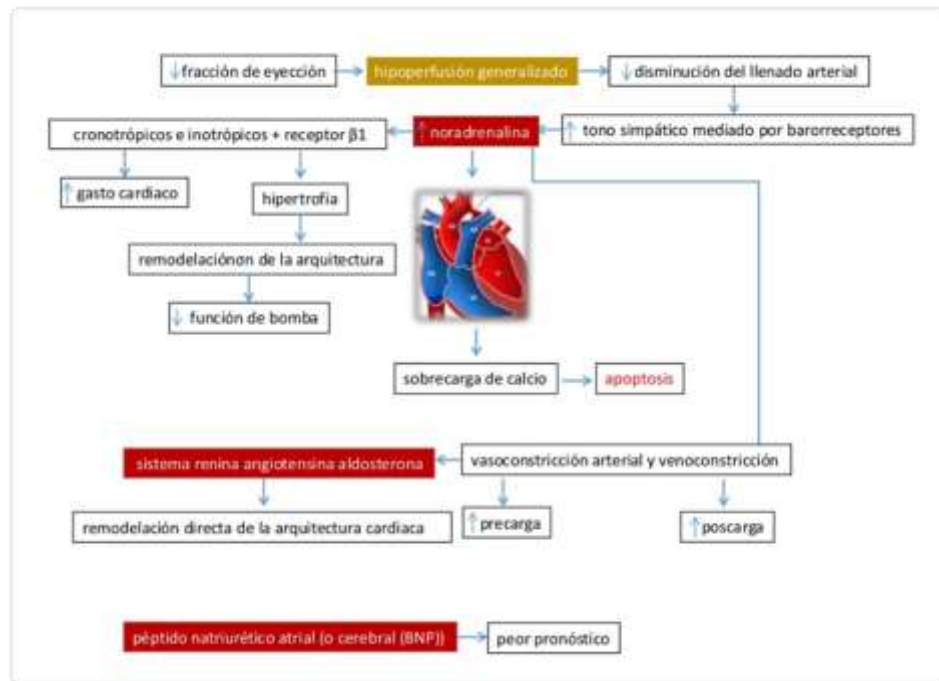 ↓fracción de eyección
hipoperfusión generalizado
↓ disminución del llenado arterial
cronotrópicos e inotrópicos + receptor β1
↑ noradrenalina
↑ tono simpático mediado por barorreceptores
↑ gasto cardiaco
hipertrofia
remodelaciónσn de la arquitectura
↓ función de bomba
sobrecarga de calcio
apoptosis
sistema renina angiotensina aldosterona
vasoconstricción arterial y venoconstricción
remodelación directa de la arquitectura cardiaca
↑ precarga
↑ poscarga
pèptido natriurético atrial (o cerebral (BNP))
peor pronóstico